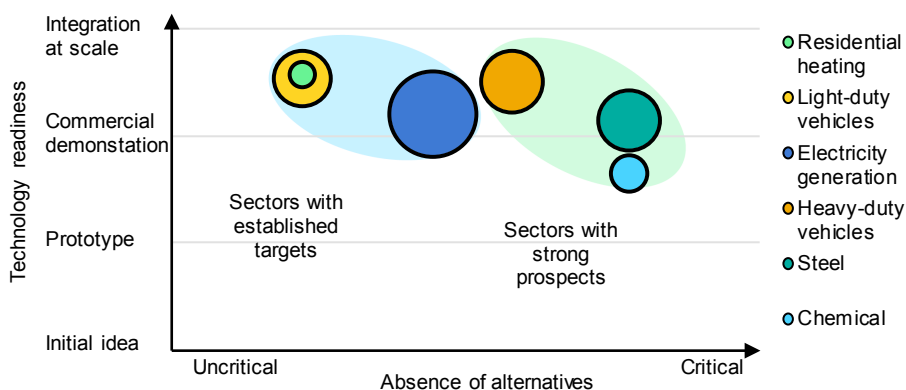 Integration
at scale
Commercial
demonstation
Prototype
Initial idea
Technology readiness
Sectors with
established
targets
Sectors with
strong
prospects
Uncritical
Critical
Absence of alternatives
Residential
heating
Light-duty
vehicles
Electricity
generation
Heavy-duty
vehicles
Steel
Chemical